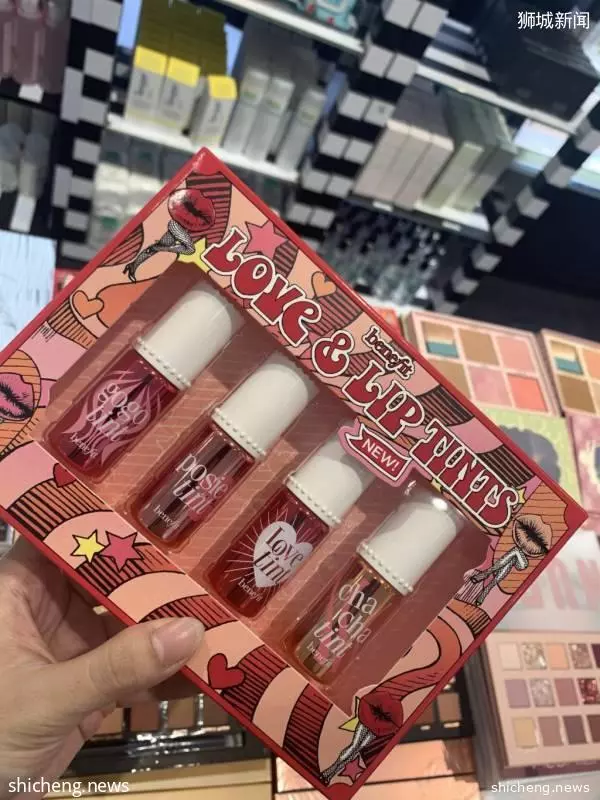 狮城新闻
LOVE & LIP TINTS
benefit
NEW!
gogo
tint
benefit
posie
tint
benefit
love
tint
benefit
cha
cha
tint
benefit
shicheng.news
shicheng.news